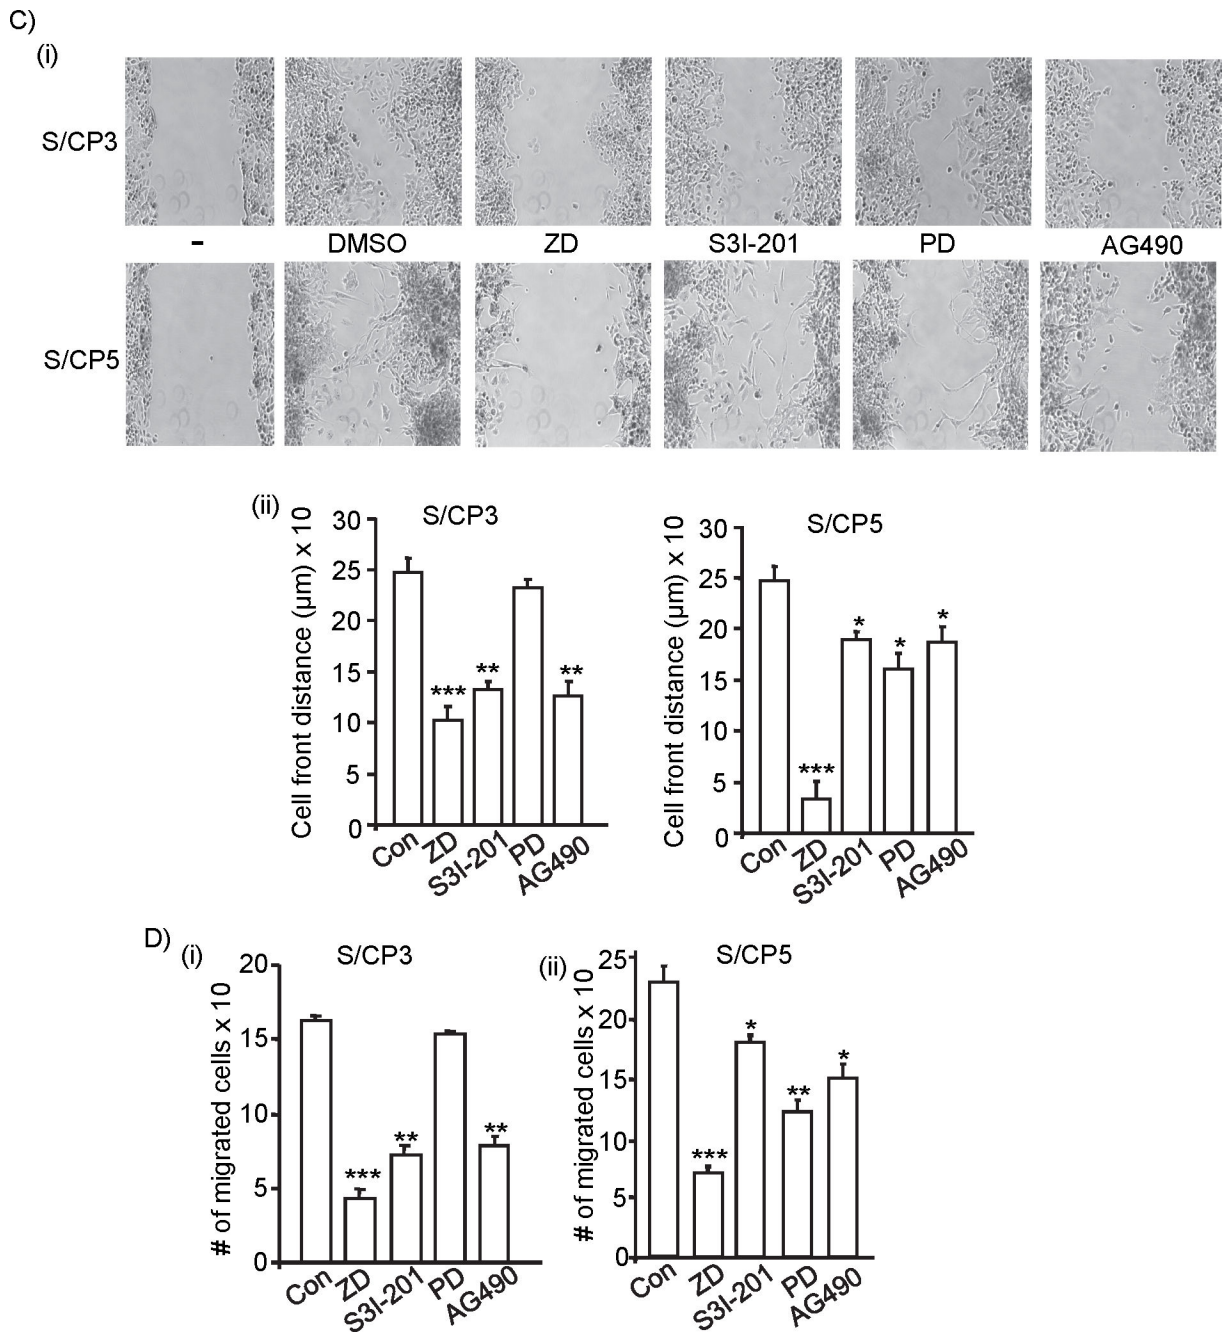 C)
(i)
S/CP3
- DMSO ZD S3I-201 PD AG490
S/CP5
(ii)
S/CP3
Cell front distance (µm) x 10
30
25
20
15
10
5
0
*** ** **
Con ZD S3I-201 PD AG490
S/CP5
Cell front distance (µm) x 10
30
25
20
15
10
5
0
*** * * *
Con ZD S3I-201 PD AG490
D)
(i)
S/CP3
# of migrated cells x 10
20
15
10
5
0
*** ** **
Con ZD S3I-201 PD AG490
(ii)
S/CP5
# of migrated cells x 10
25
20
15
10
5
0
*** * ** *
Con ZD S3I-201 PD AG490